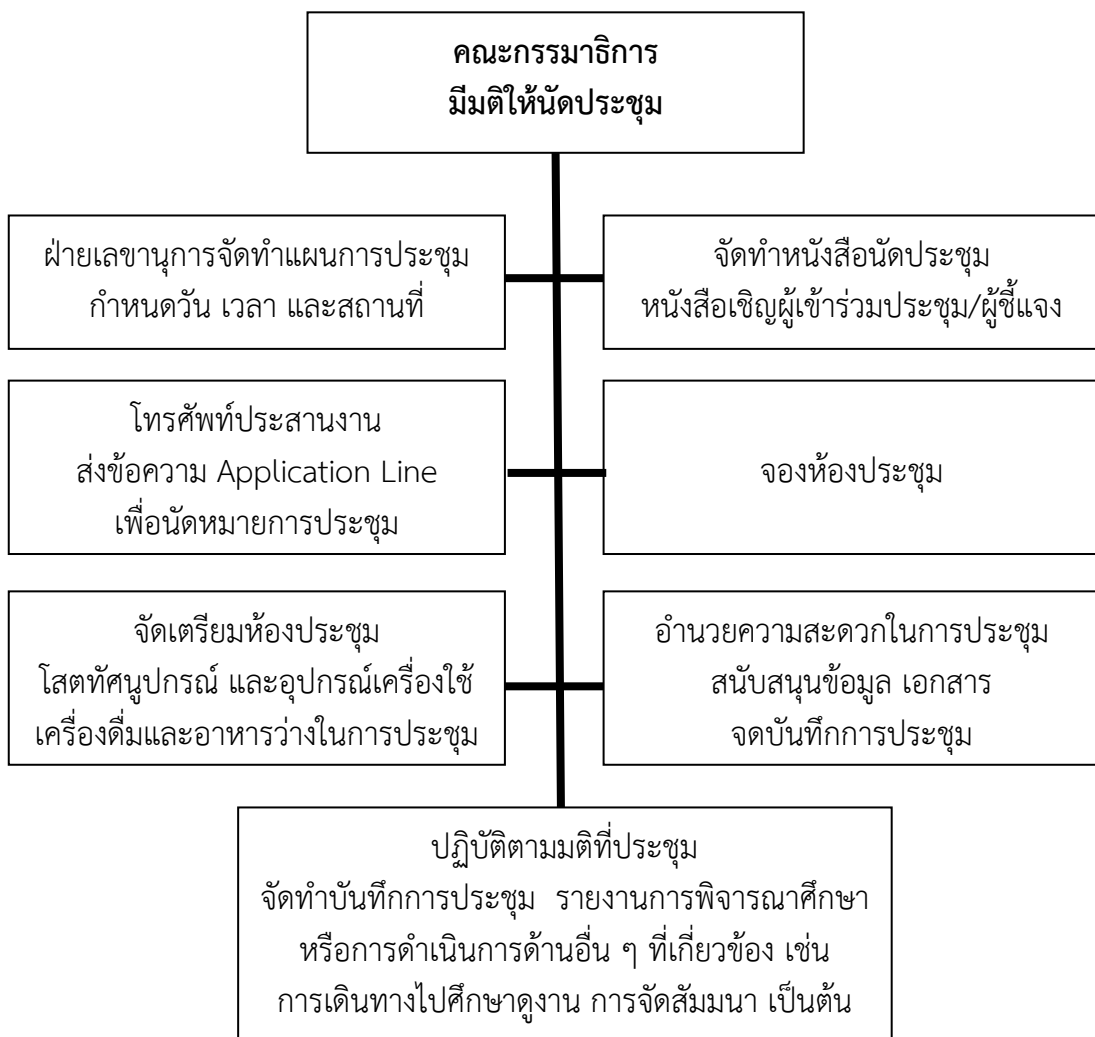 คณะกรรมาธิการ
มีมติให้นัดประชุม
ฝ่ายเลขานุการจัดทำแผนการประชุม
กำหนดวัน เวลา และสถานที่
จัดทำหนังสือนัดประชุม
หนังสือเชิญผู้เข้าร่วมประชุม/ผู้ชี้แจง
โทรศัพท์ประสานงาน
ส่งข้อความ Application Line
เพื่อนัดหมายการประชุม
จองห้องประชุม
จัดเตรียมห้องประชุม
โสตทัศนูปกรณ์ และอุปกรณ์เครื่องใช้
เครื่องดื่มและอาหารว่างในการประชุม
อำนวยความสะดวกในการประชุม
สนับสนุนข้อมูล เอกสาร
จดบันทึกการประชุม
ปฏิบัติตามมติที่ประชุม
จัดทำบันทึกการประชุม รายงานการพิจารณาศึกษา
หรือการดำเนินการด้านอื่น ๆ ที่เกี่ยวข้อง เช่น
การเดินทางไปศึกษาดูงาน การจัดสัมมนา เป็นต้น